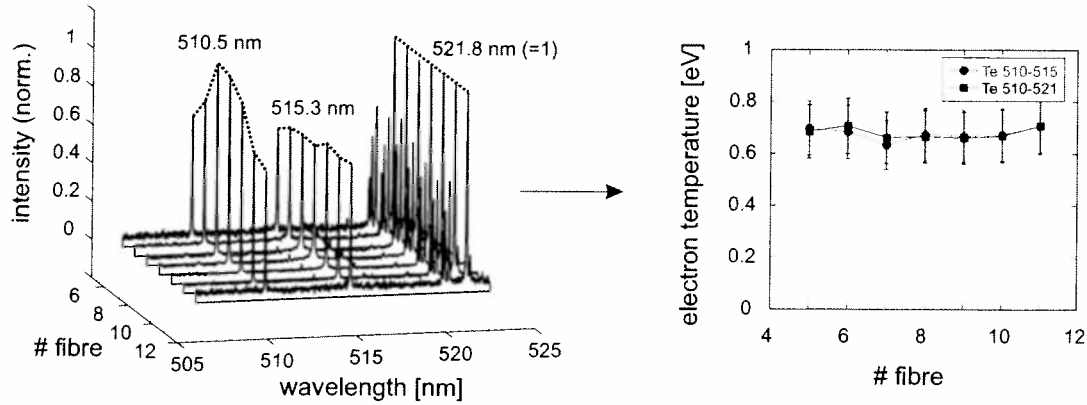 510.5 nm
515.3 nm
521.8 nm (=1)
intensity (norm.)
1
0.8
0.6
0.4
0.2
0
6
8
10
12
# fibre
505
510
515
520
525
wavelength [nm]
electron temperature [eV]
1
0.8
0.6
0.4
0.2
0
Te 510-515
Te 510-521
4
6
8
10
12
# fibre